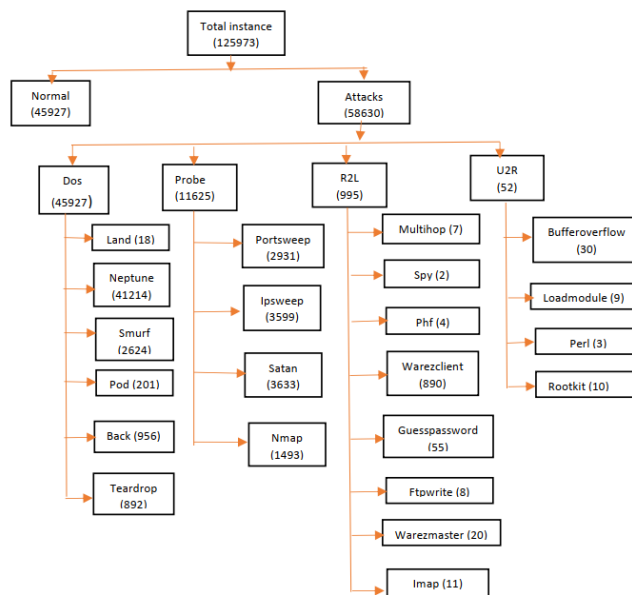 Total instance
(125973)
Normal
(45927)
Attacks
(58630)
Dos
(45927)
Probe
(11625)
R2L
(995)
U2R
(52)
Land (18)
Neptune
(41214)
Smurf
(2624)
Pod (201)
Back (956)
Teardrop
(892)
Portsweep
(2931)
Ipsweep
(3599)
Satan
(3633)
Nmap
(1493)
Multihop (7)
Spy (2)
Phf (4)
Warezclient
(890)
Guesspassword
(55)
Ftpwrite (8)
Warezmaster (20)
Imap (11)
Bufferoverflow
(30)
Loadmodule (9)
Perl (3)
Rootkit (10)